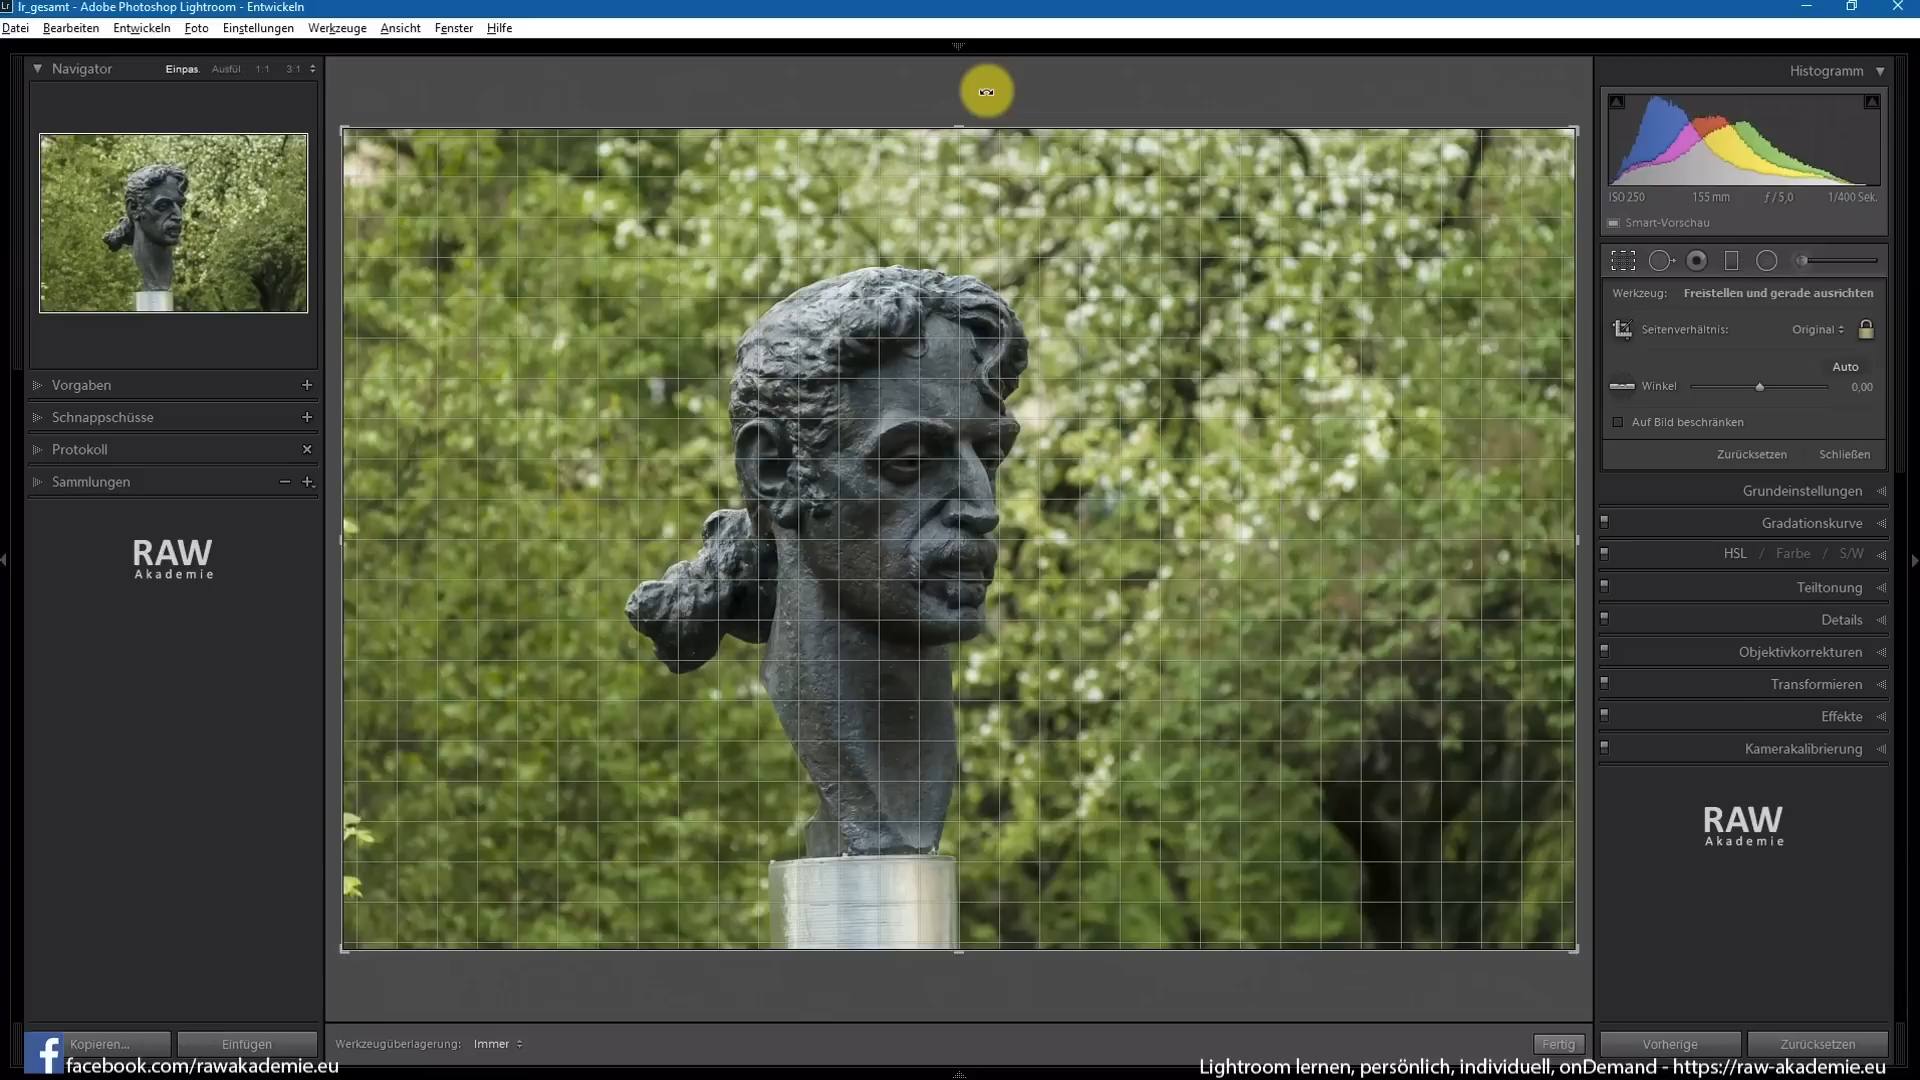 Lr lr_gesamt - Adobe Photoshop Lightroom - Entwickeln
Datei Bearbeiten Entwickeln Foto Einstellungen Werkzeuge Ansicht Fenster Hilfe
Navigator Einpas. Ausfül. 1:1 3:1
Vorgaben
Schnappschüsse
Protokoll
Sammlungen
RAW
Akademie
Kopieren... Einfügen
f facebook.com/rawakademie.eu
Werkzeugüberlagerung: Immer
Fertig
Histogramm
ISO 250 155 mm ƒ / 5,0 1/400 Sek.
Smart-Vorschau
Werkzeug: Freistellen und gerade ausrichten
Seitenverhältnis: Original
Auto
Winkel 0,00
Auf Bild beschränken
Zurücksetzen Schließen
Grundeinstellungen
Gradationskurve
HSL / Farbe / S/W
Teiltonung
Details
Objektivkorrekturen
Transformieren
Effekte
Kamerakalibrierung
RAW
Akademie
Vorherige Zurücksetzen
Lightroom lernen, persönlich, individuell, onDemand - https://raw-akademie.eu